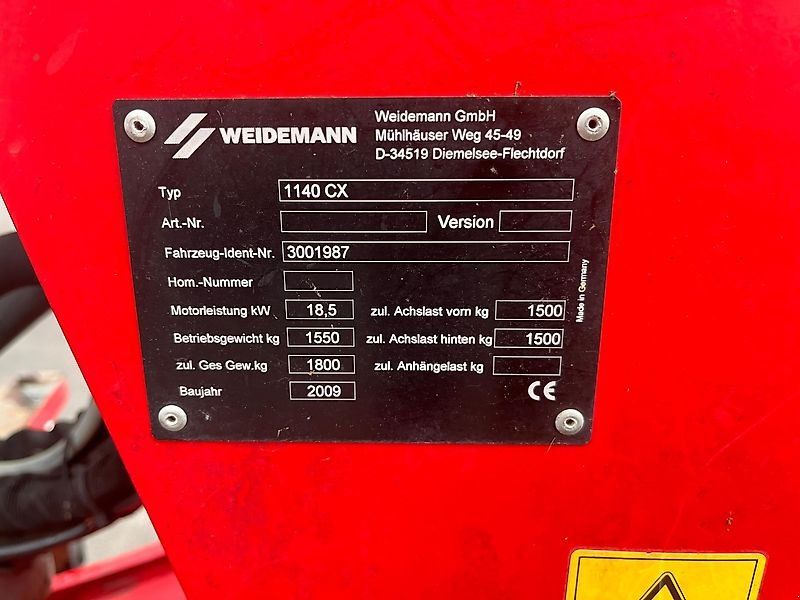 WEIDEMANN
Weidemann GmbH
Mühlhäuser Weg 45-49
D-34519 Diemelsee-Flechtdorf
Typ 1140 CX
Art.-Nr. Version
Fahrzeug-Ident-Nr. 3001987
Hom.-Nummer
Motorleistung kW 18,5 zul. Achslast vorn kg 1500
Betriebsgewicht kg 1550 zul. Achslast hinten kg 1500
zul. Ges Gew.kg 1800 zul. Anhängelast kg
Baujahr 2009 CE
Made in Germany